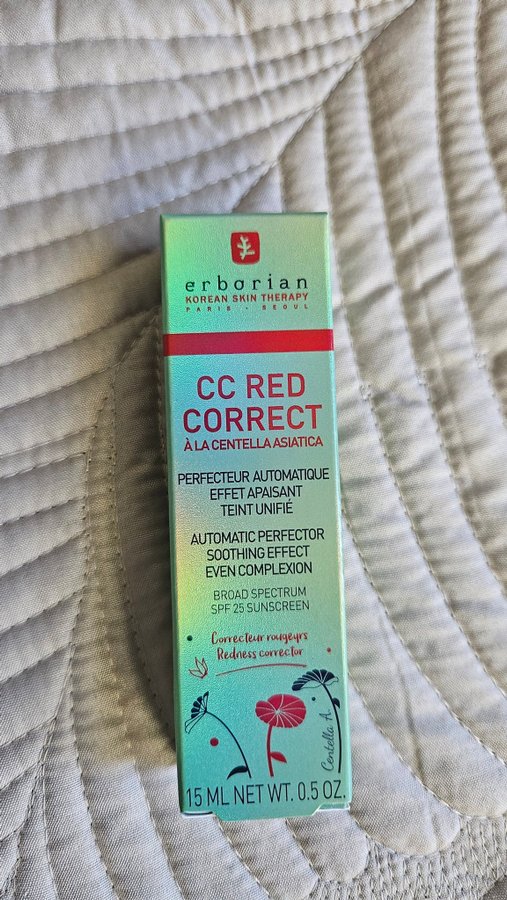 erborian
KOREAN SKIN THERAPY
PARIS - SEOUL
CC RED
CORRECT
À LA CENTELLA ASIATICA
PERFECTEUR AUTOMATIQUE
EFFET APAISANT
TEINT UNIFIÉ
AUTOMATIC PERFECTOR
SOOTHING EFFECT
EVEN COMPLEXION
BROAD SPECTRUM
SPF 25 SUNSCREEN
Correcteur rougeurs
Redness corrector
Centella A.
15 ML NET WT. 0.5 OZ.